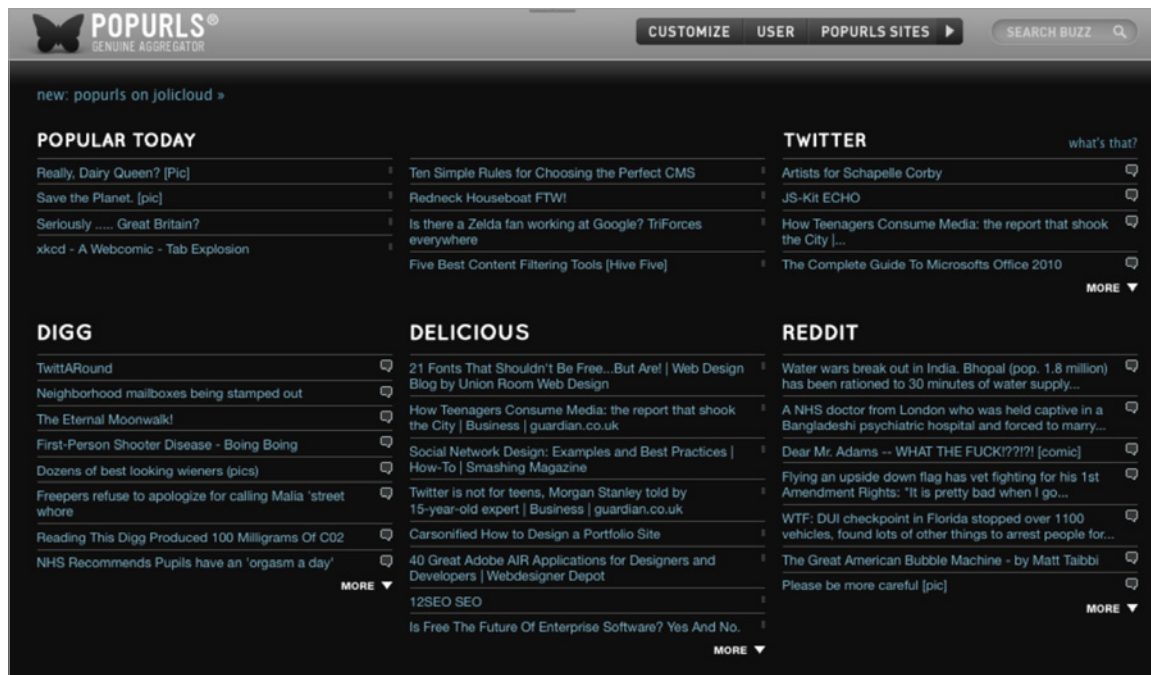 POPURLS®
GENUINE AGGREGATOR
CUSTOMIZE
USER
POPURLS SITES
SEARCH BUZZ
new: popurls on jolicloud »
POPULAR TODAY
Really, Dairy Queen? [Pic]
Save the Planet. [pic]
Seriously ..... Great Britain?
xkcd - A Webcomic - Tab Explosion
Ten Simple Rules for Choosing the Perfect CMS
Redneck Houseboat FTW!
Is there a Zelda fan working at Google? TriForces
everywhere
Five Best Content Filtering Tools [Hive Five]
TWITTER
what's that?
Artists for Schapelle Corby
JS-Kit ECHO
How Teenagers Consume Media: the report that shook
the City |...
The Complete Guide To Microsofts Office 2010
MORE ▼
DIGG
TwittARound
Neighborhood mailboxes being stamped out
The Eternal Moonwalk!
First-Person Shooter Disease - Boing Boing
Dozens of best looking wieners (pics)
Freepers refuse to apologize for calling Malia 'street
whore
Reading This Digg Produced 100 Milligrams Of C02
NHS Recommends Pupils have an 'orgasm a day'
MORE ▼
DELICIOUS
21 Fonts That Shouldn't Be Free...But Are! | Web Design
Blog by Union Room Web Design
How Teenagers Consume Media: the report that shook
the City | Business | guardian.co.uk
Social Network Design: Examples and Best Practices |
How-To | Smashing Magazine
Twitter is not for teens, Morgan Stanley told by
15-year-old expert | Business | guardian.co.uk
Carsonified How to Design a Portfolio Site
40 Great Adobe AIR Applications for Designers and
Developers | Webdesigner Depot
12SEO SEO
Is Free The Future Of Enterprise Software? Yes And No.
MORE ▼
REDDIT
Water wars break out in India. Bhopal (pop. 1.8 million)
has been rationed to 30 minutes of water supply...
A NHS doctor from London who was held captive in a
Bangladeshi psychiatric hospital and forced to marry...
Dear Mr. Adams -- WHAT THE FUCK!??!?! [comic]
Flying an upside down flag has vet fighting for his 1st
Amendment Rights: "It is pretty bad when I go...
WTF: DUI checkpoint in Florida stopped over 1100
vehicles, found lots of other things to arrest people for...
The Great American Bubble Machine - by Matt Taibbi
Please be more careful [pic]
MORE ▼